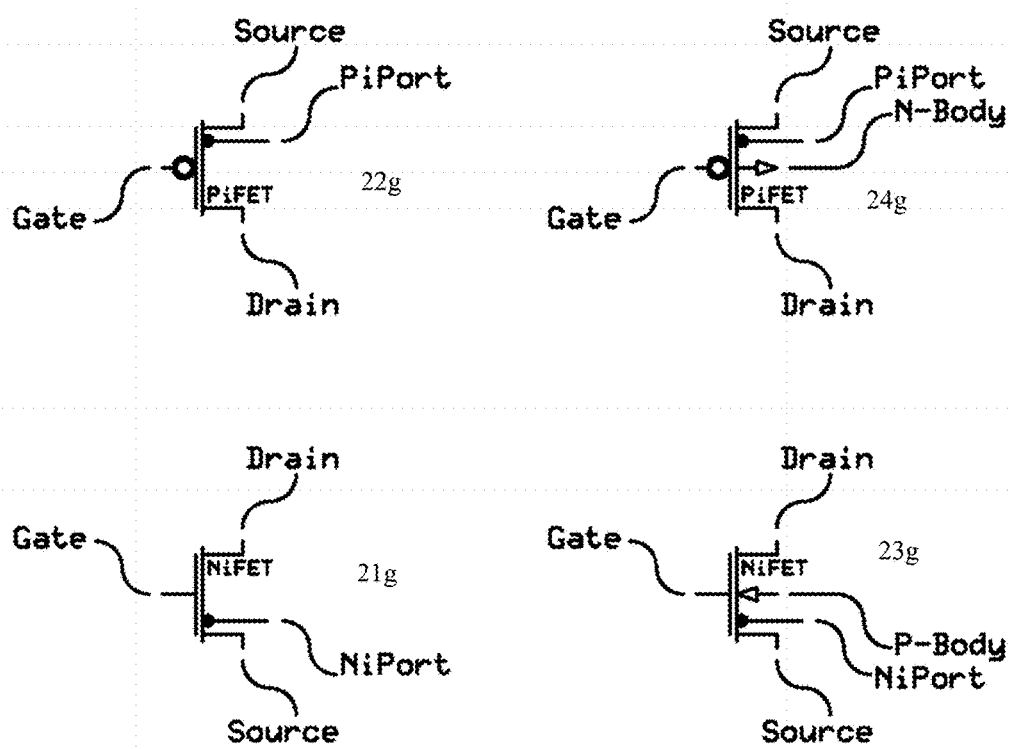 Source
PiPort
22g
Gate
PiFET
Drain
Source
PiPort
N-Body
24g
Gate
PiFET
Drain
Drain
Gate
NiFET
21g
NiPort
Source
Drain
Gate
23g
NiFET
P-Body
NiPort
Source